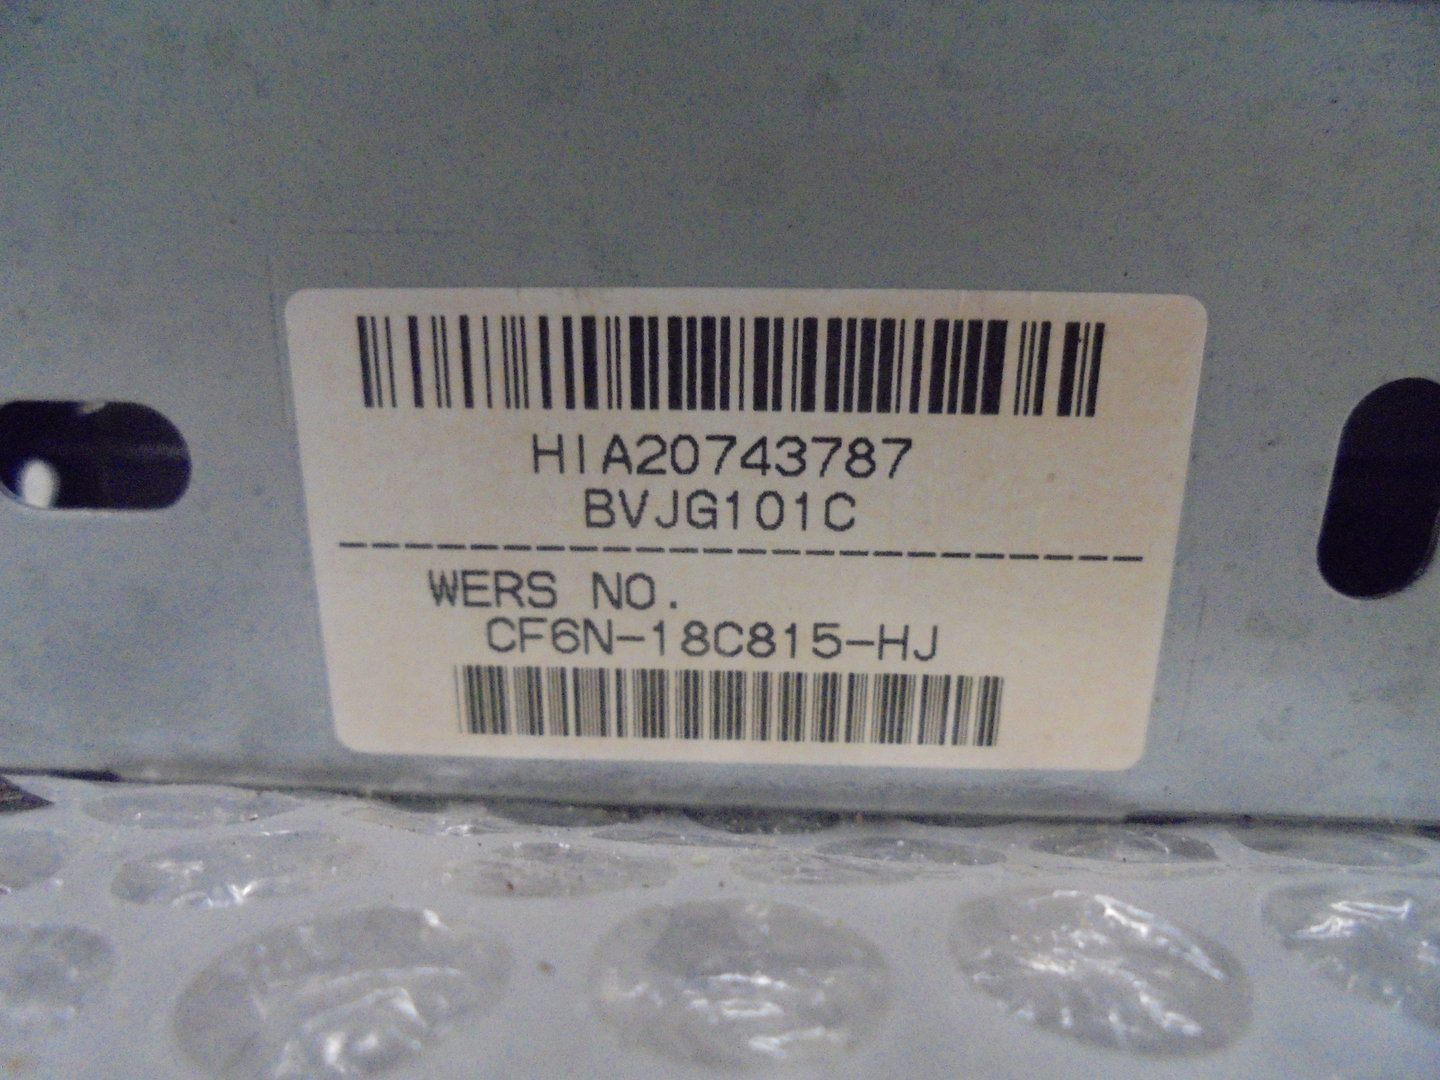 HIA20743787
BVJG101C
WERS NO.
CF6N-18C815-HJ